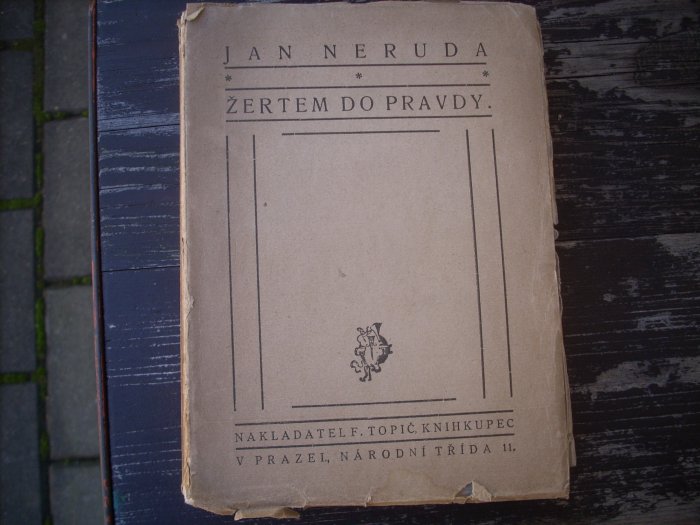 JAN NERUDA
* * *
ŽERTEM DO PRAVDY.
NAKLADATEL F. TOPIČ, KNIHKUPEC
V PRAZE I., NÁRODNÍ TŘÍDA 11.